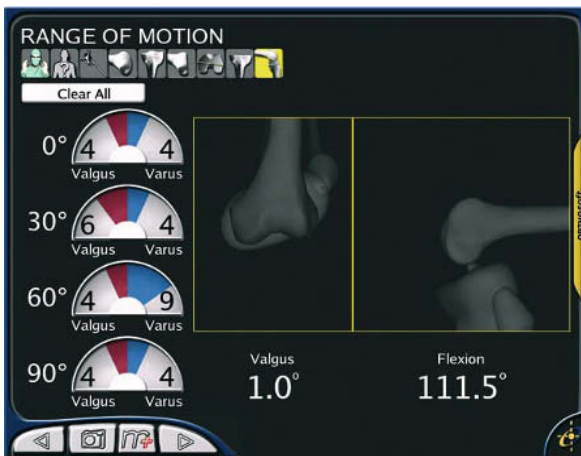 RANGE OF MOTION
Clear All
0° 4 4
Valgus Varus
30° 6 4
Valgus Varus
60° 4 9
Valgus Varus
90° 4 4
Valgus Varus
Valgus Flexion
1.0° 111.5°